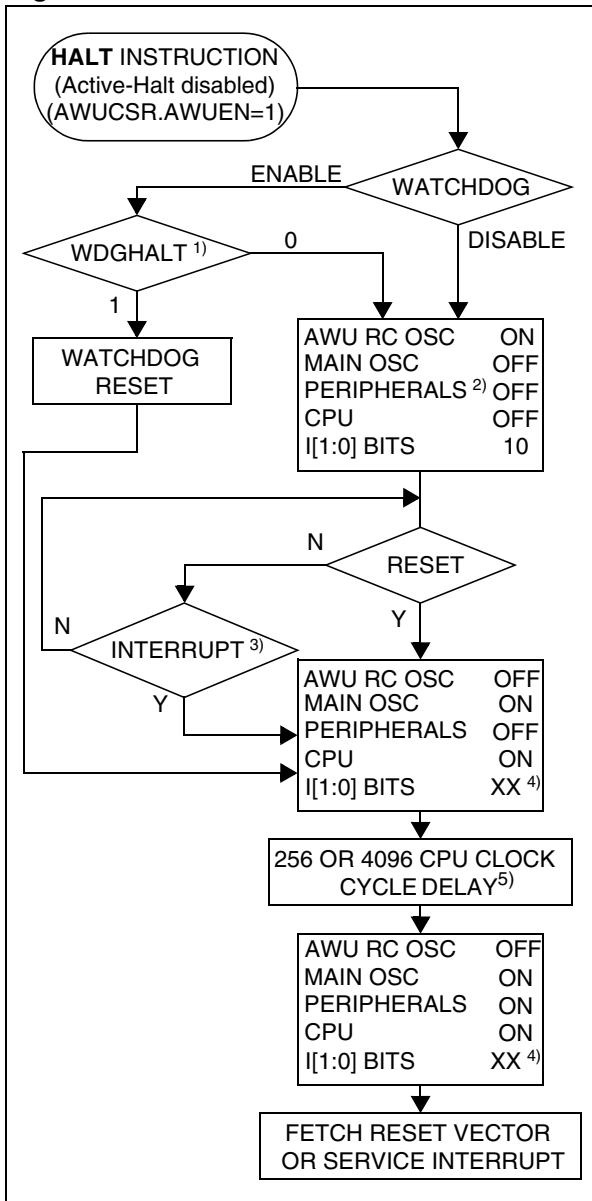 HALT INSTRUCTION
(Active-Halt disabled)
(AWUCSR.AWUEN=1)
ENABLE
WATCHDOG
WDGHALT 1)
0
DISABLE
1
WATCHDOG
RESET
AWU RC OSC ON
MAIN OSC OFF
PERIPHERALS 2) OFF
CPU OFF
I[1:0] BITS 10
N
RESET
N
Y
INTERRUPT 3)
Y
AWU RC OSC OFF
MAIN OSC ON
PERIPHERALS OFF
CPU ON
I[1:0] BITS XX 4)
256 OR 4096 CPU CLOCK
CYCLE DELAY5)
AWU RC OSC OFF
MAIN OSC ON
PERIPHERALS ON
CPU ON
I[1:0] BITS XX 4)
FETCH RESET VECTOR
OR SERVICE INTERRUPT